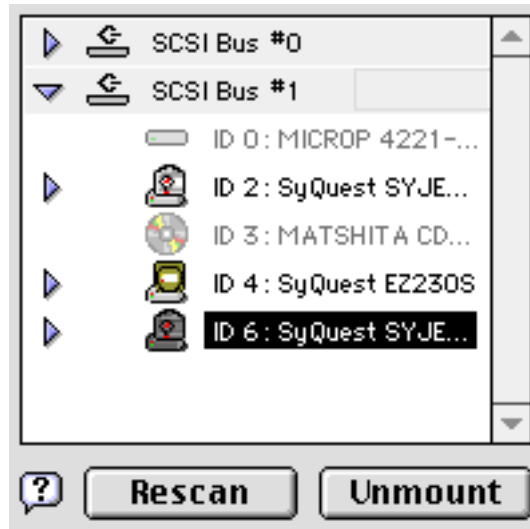 SCSI Bus #0
SCSI Bus #1
ID 0: MICROP 4221-...
ID 2: SyQuest SYJE...
ID 3: MATSHITA CD...
ID 4: SyQuest EZ230S
ID 6: SyQuest SYJE...
? Rescan Unmount